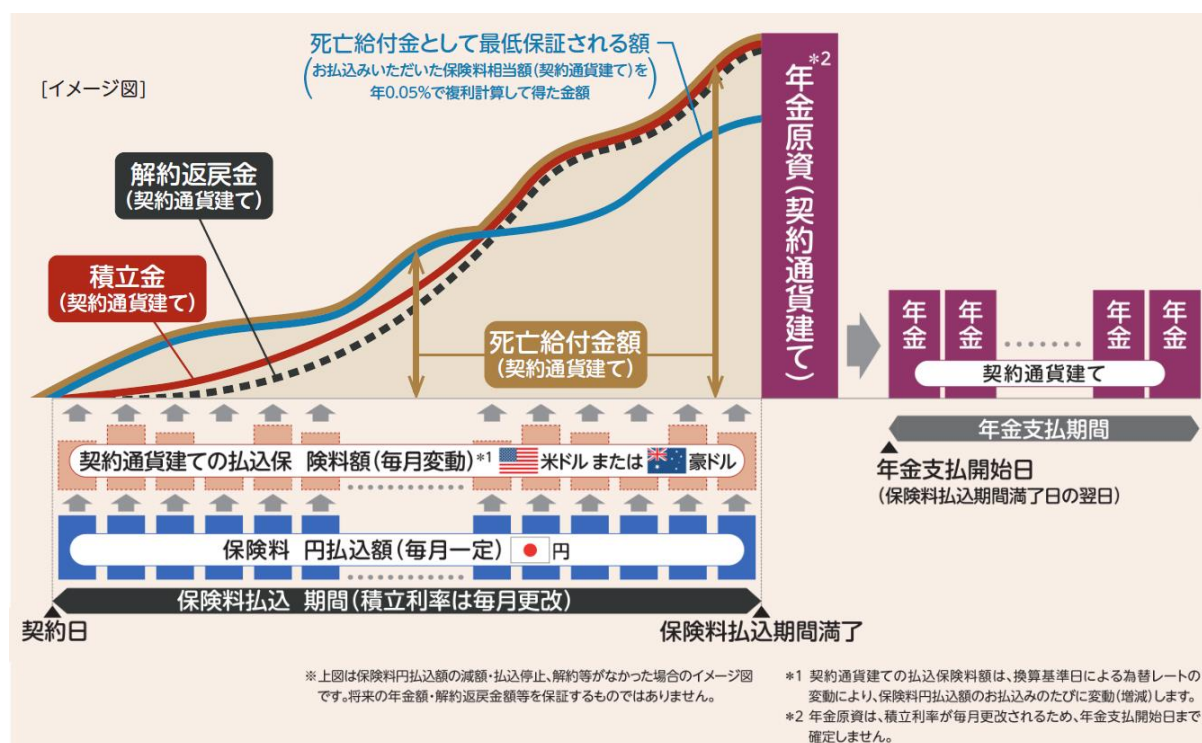 [イメージ図]
死亡給付金として最低保証される額
(お払込みいただいた保険料相当額(契約通貨建て)を
年0.05%で複利計算して得た金額)
解約返戻金
(契約通貨建て)
積立金
(契約通貨建て)
死亡給付金額
(契約通貨建て)
年金原資(契約通貨建て)*2
年金
年金
年金
年金
契約通貨建て
年金支払期間
年金支払開始日
(保険料払込期間満了日の翌日)
契約通貨建ての払込保険料額(毎月変動)*1 米ドル または 豪ドル
保険料 円払込額(毎月一定) 円
保険料払込 期間(積立利率は毎月更改)
契約日
保険料払込期間満了
※上図は保険料円払込額の減額・払込停止、解約等がなかった場合のイメージ図
です。将来の年金額・解約返戻金額等を保証するものではありません。
*1 契約通貨建ての払込保険料額は、換算基準日による為替レートの
変動により、保険料円払込額のお払込みのたびに変動(増減)します。
*2 年金原資は、積立利率が毎月更改されるため、年金支払開始日まで
確定しません。